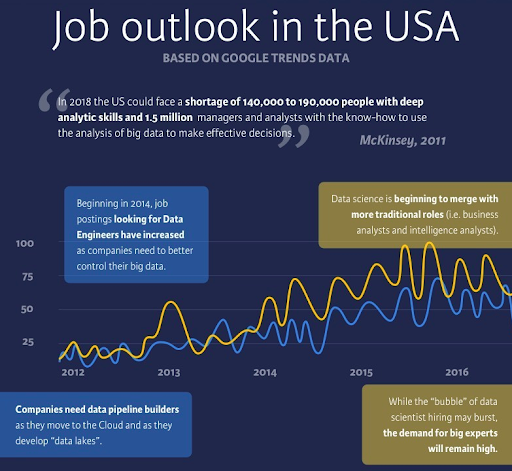 Job outlook in the USA
BASED ON GOOGLE TRENDS DATA
“In 2018 the US could face a shortage of 140,000 to 190,000 people with deep
analytic skills and 1.5 million managers and analysts with the know-how to use
the analysis of big data to make effective decisions.”
McKinsey, 2011
Beginning in 2014, job
postings looking for Data
Engineers have increased
as companies need to better
control their big data.
Data science is beginning to merge with
more traditional roles (i.e. business
analysts and intelligence analysts).
100
75
50
25
2012 2013 2014 2015 2016
Companies need data pipeline builders
as they move to the Cloud and as they
develop “data lakes”.
While the “bubble” of data
scientist hiring may burst,
the demand for big experts
will remain high.